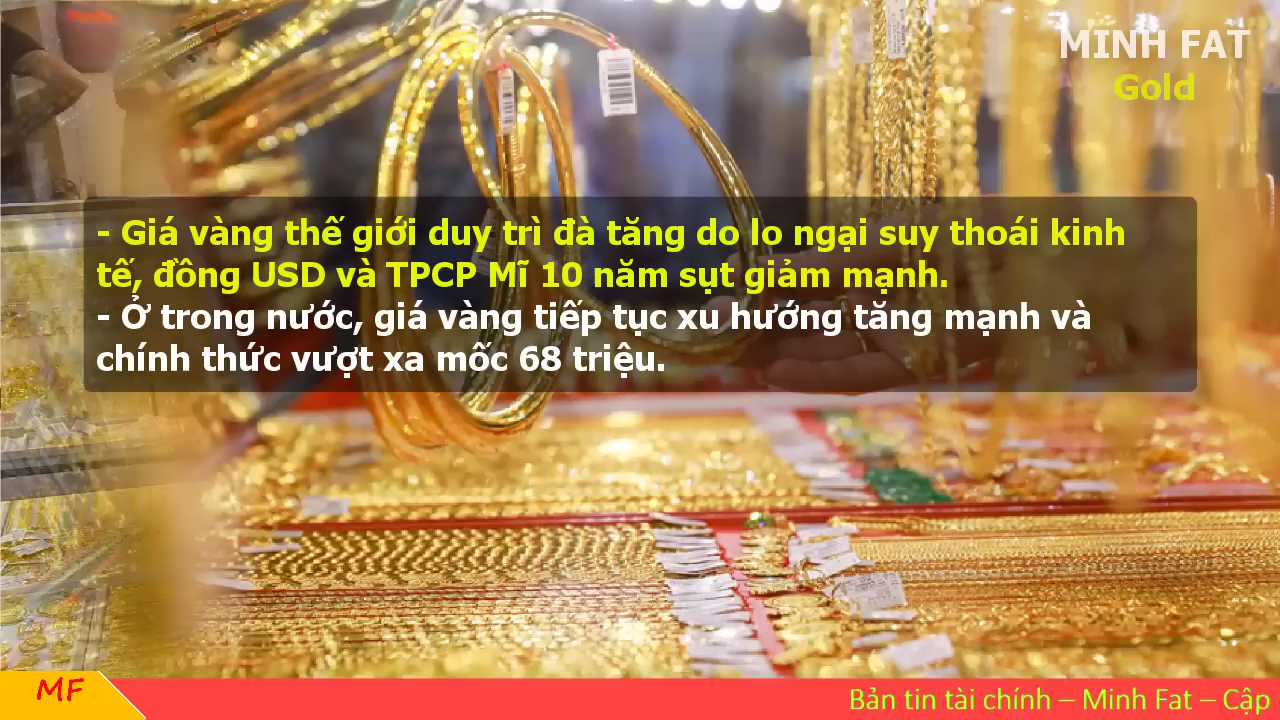 MINH FAT
Gold
- Giá vàng thế giới duy trì đà tăng do lo ngại suy thoái kinh
tế, đồng USD và TPCP Mĩ 10 năm sụt giảm mạnh.
- Ở trong nước, giá vàng tiếp tục xu hướng tăng mạnh và
chính thức vượt xa mốc 68 triệu.
MF
Bản tin tài chính – Minh Fat – Cập